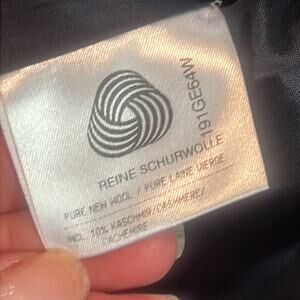 REINE SCHURWOLLE
PURE NEW WOOL / PURE LAINE VIERGE
INCL. 10% KASCHMIR/CASHMERE/
CACHEMIRE
191GE64W